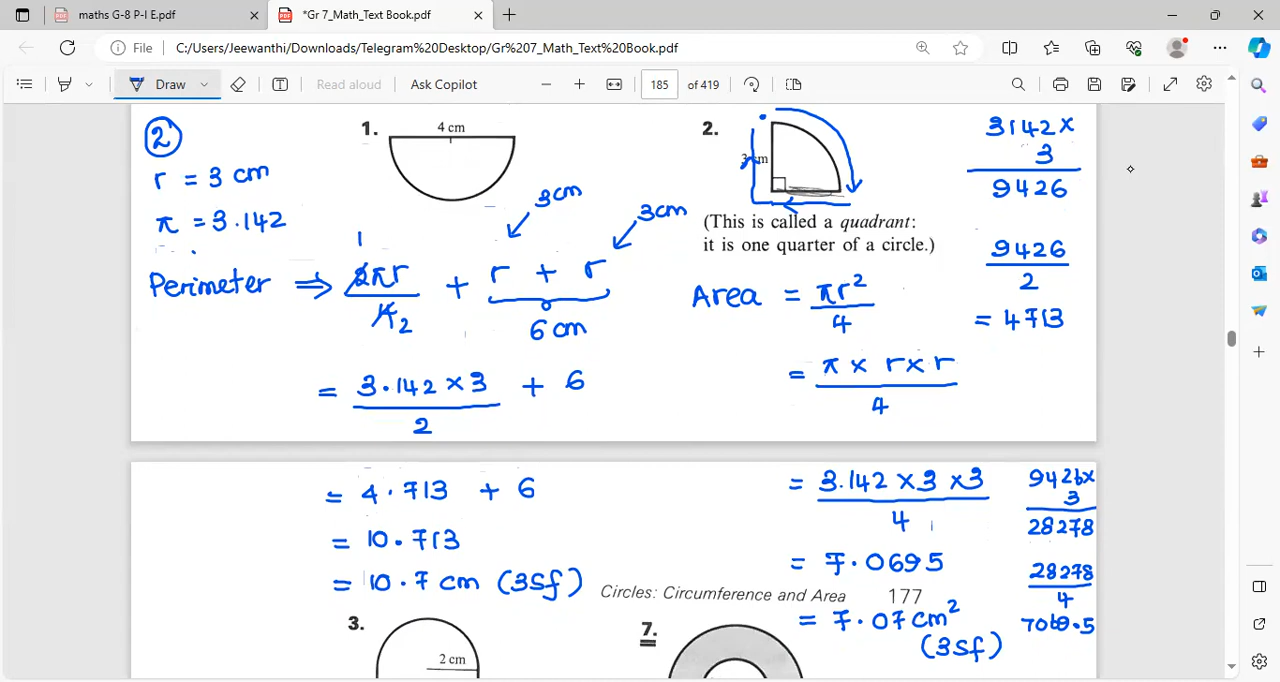 maths G-8 P-I E.pdf
*Gr 7_Math_Text Book.pdf
File
C:/Users/Jeewanthi/Downloads/Telegram%20Desktop/Gr%207_Math_Text%20Book.pdf
Draw
Read aloud
Ask Copilot
185 of 419
②
r = 3 cm
π = 3.142
1.
4 cm
2.
(This is called a quadrant:
it is one quarter of a circle.)
3142 ×
3
9426
9426
2
= 4713
3cm
3cm
Perimeter ⇒ 2πr/4 + r + r
1
2
6 cm
= 3.142 × 3 / 2 + 6
= 4.713 + 6
= 10.713
= 10.7 cm (3Sf)
Area = πr²/4
= π × r × r / 4
= 3.142 × 3 × 3 / 4
= 7.0695
= 7.07 cm²
(3Sf)
9426×
3
28278
28278
4
7069.5
Circles: Circumference and Area 177
3.
2 cm
7.